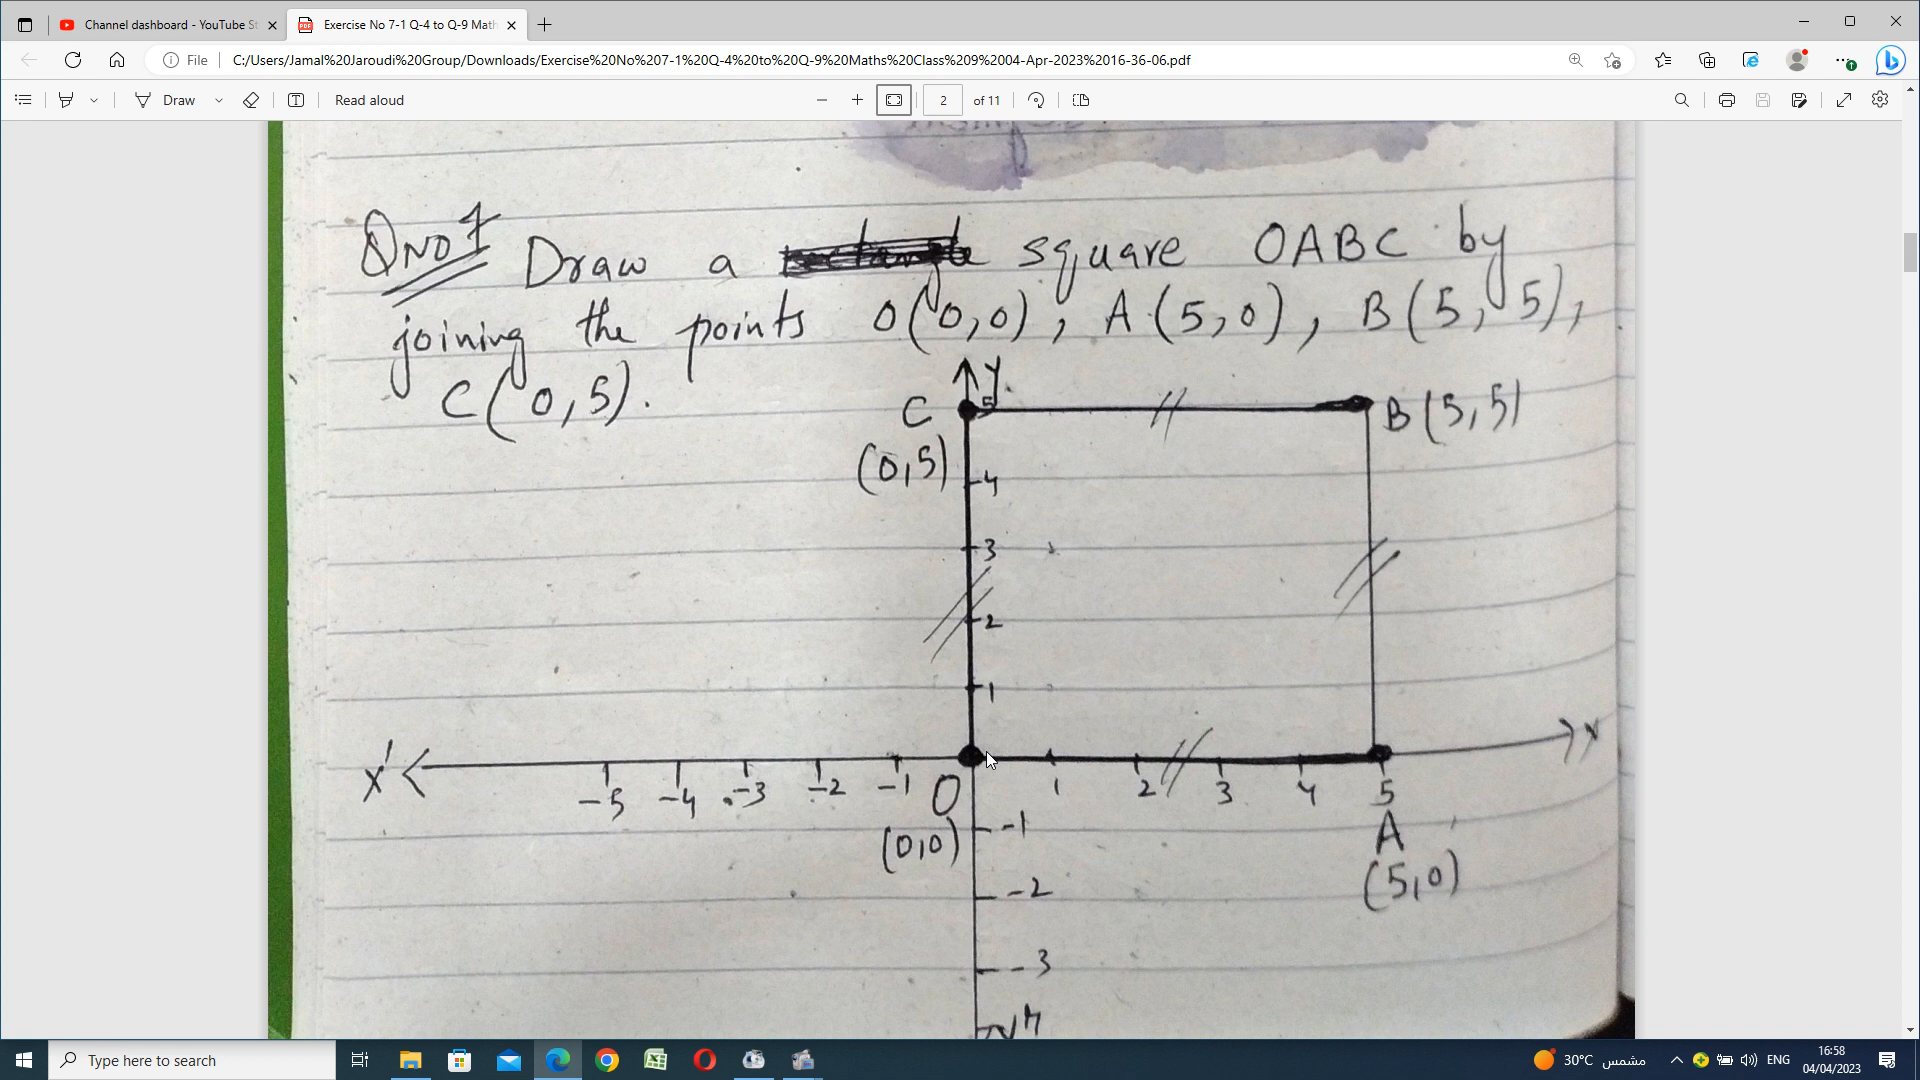 Channel dashboard - YouTube St
Exercise No 7-1 Q-4 to Q-9 Math
File
C:/Users/Jamal%20Jaroudi%20Group/Downloads/Exercise%20No%207-1%20Q-4%20to%20Q-9%20Maths%20Class%209%2004-Apr-2023%2016-36-06.pdf
Draw
Read aloud
2 of 11
QNO1 Draw a square OABC by
joining the points O(0,0), A(5,0), B(5,5),
C(0,5).
y
C 5 B(5,5)
(0,5)
4
3
2
1
x' x
-5 -4 -3 -2 -1 O 1 2 3 4 5
(0,0) -1 A
-2 (5,0)
-3
Type here to search
30°C مشمس
ENG
16:58
04/04/2023